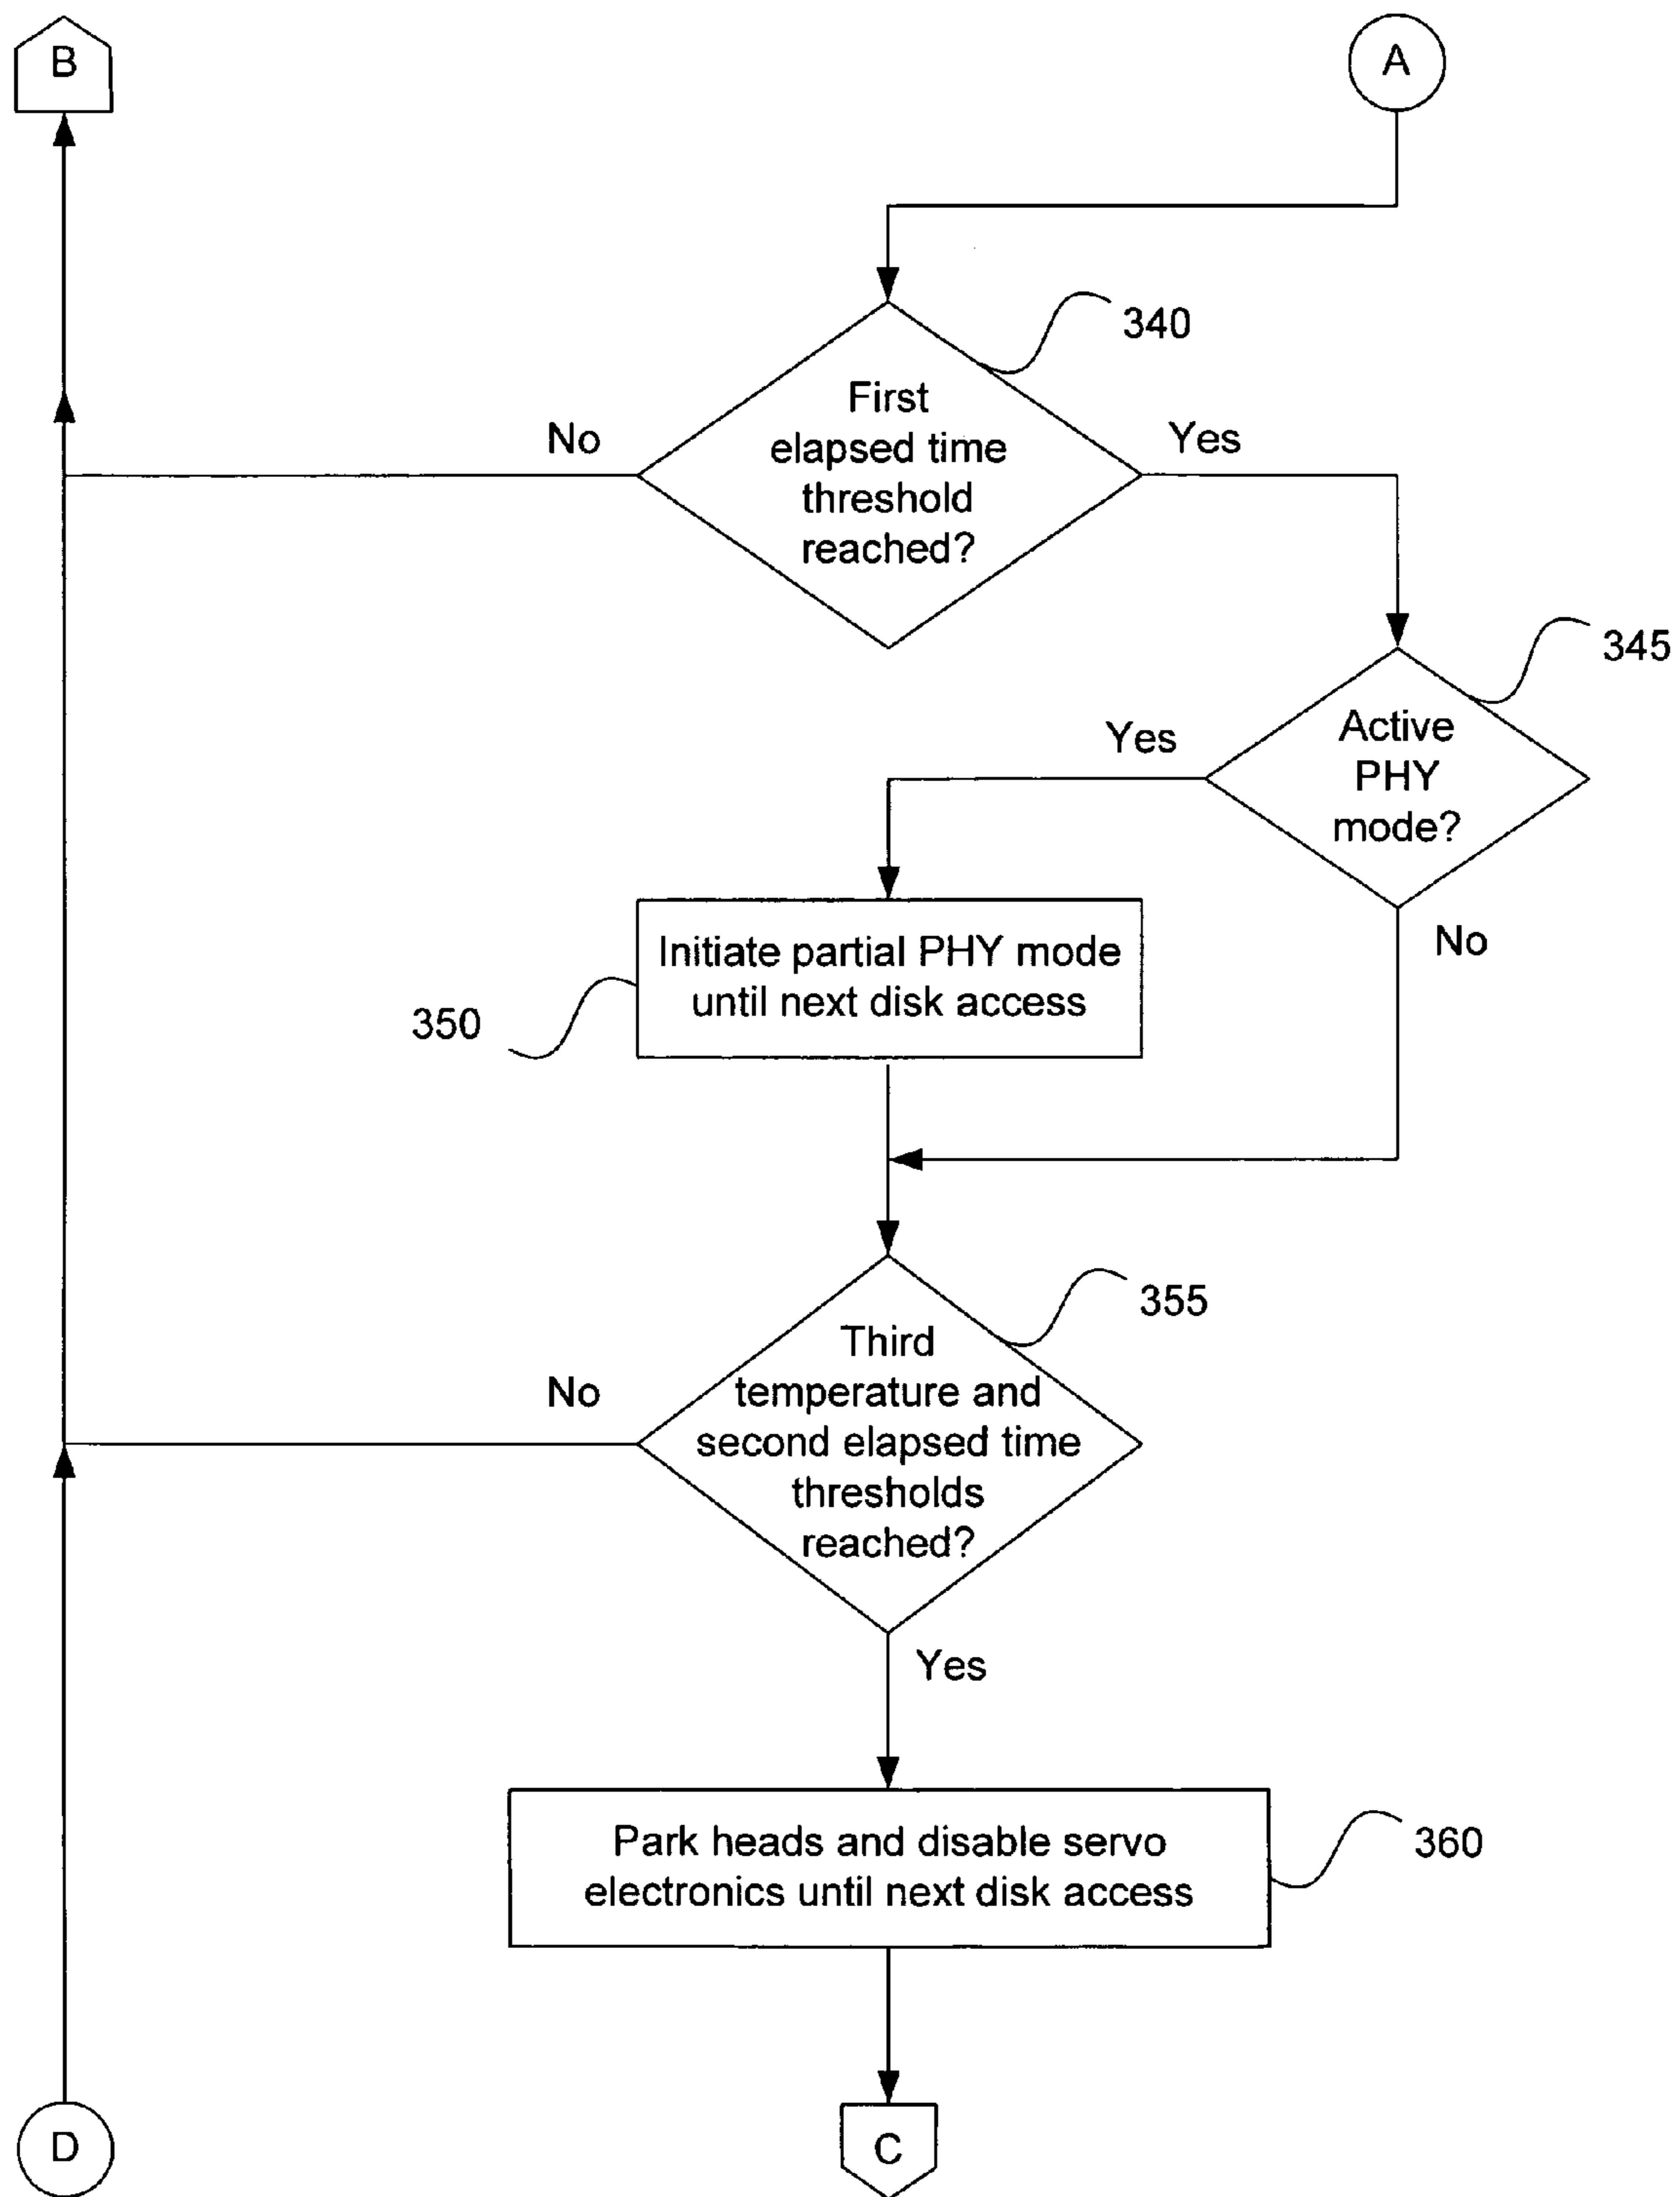 B
A
340
First
elapsed time
threshold
reached?
No
Yes
345
Active
PHY
mode?
Yes
No
Initiate partial PHY mode
until next disk access
350
355
Third
temperature and
second elapsed time
thresholds
reached?
No
Yes
Park heads and disable servo
electronics until next disk access
360
D
C